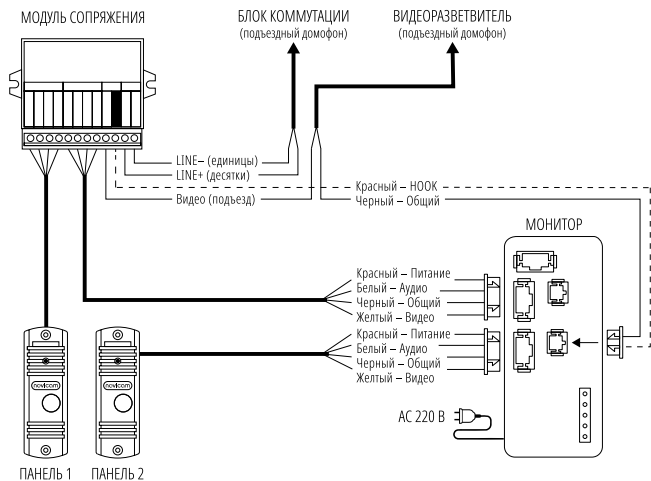 МОДУЛЬ СОПРЯЖЕНИЯ
БЛОК КОММУТАЦИИ
(подъездный домофон)
ВИДЕОРАЗВЕТВИТЕЛЬ
(подъездный домофон)
LINE– (единицы)
LINE+ (десятки)
Видео (подъезд)
Красный – HOOK
Черный – Общий
МОНИТОР
Красный – Питание
Белый – Аудио
Черный – Общий
Желтый – Видео
Красный – Питание
Белый – Аудио
Черный – Общий
Желтый – Видео
novicam
novicam
AC 220 В
ПАНЕЛЬ 1
ПАНЕЛЬ 2